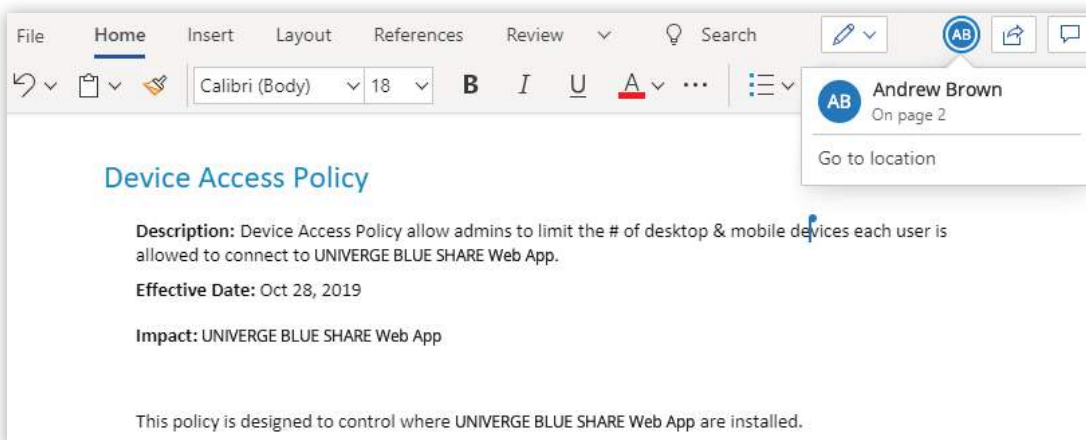 File Home Insert Layout References Review Search AB
Calibri (Body) 18 B I U A ...
AB Andrew Brown
On page 2
Go to location
Device Access Policy
Description: Device Access Policy allow admins to limit the # of desktop & mobile devices each user is
allowed to connect to UNIVERGE BLUE SHARE Web App.
Effective Date: Oct 28, 2019
Impact: UNIVERGE BLUE SHARE Web App
This policy is designed to control where UNIVERGE BLUE SHARE Web App are installed.